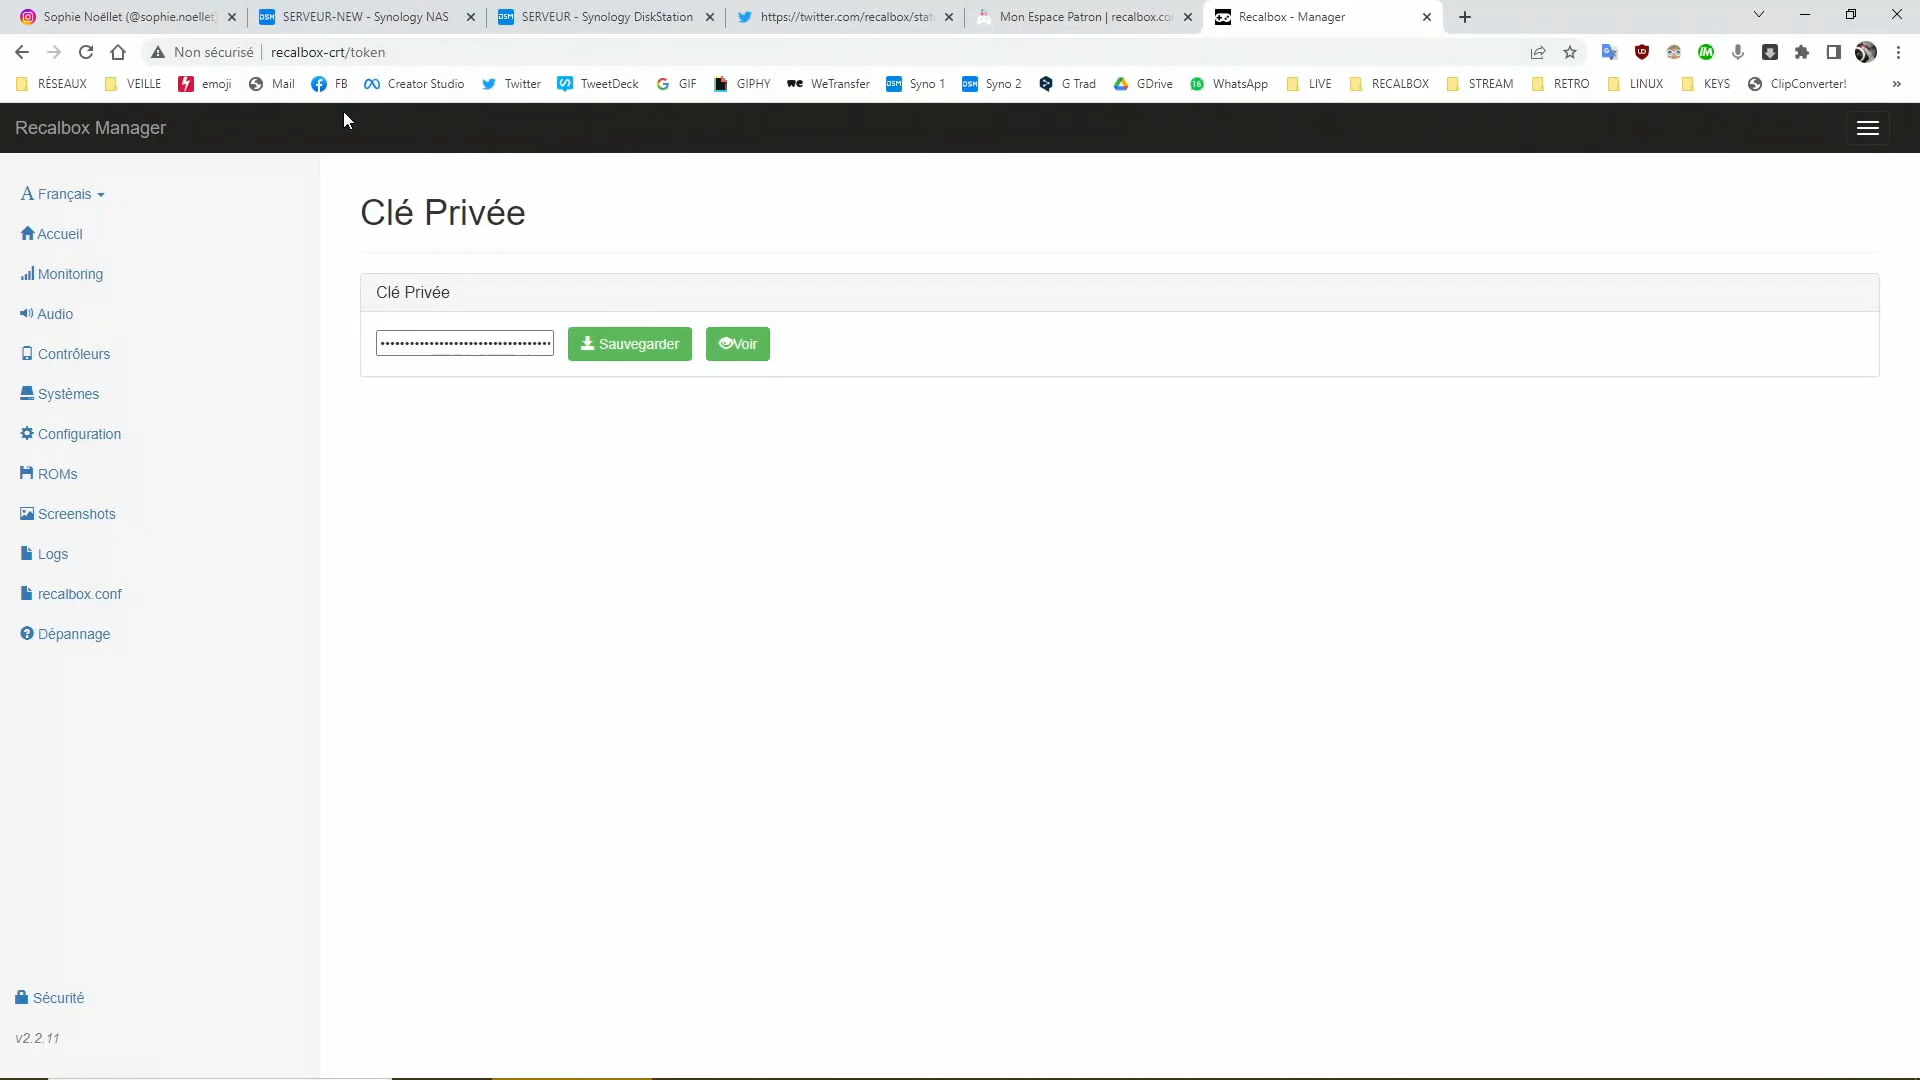 Sophie Noëllet (@sophie.noellet
SERVEUR-NEW - Synology NAS
SERVEUR - Synology DiskStation
https://twitter.com/recalbox/stat
Mon Espace Patron | recalbox.co
Recalbox - Manager
Non sécurisé
recalbox-crt/token
RÉSEAUX
VEILLE
emoji
Mail
FB
Creator Studio
Twitter
TweetDeck
GIF
GIPHY
WeTransfer
Syno 1
Syno 2
G Trad
GDrive
WhatsApp
LIVE
RECALBOX
STREAM
RETRO
LINUX
KEYS
ClipConverter!
»
Recalbox Manager
A Français
Accueil
Monitoring
Audio
Contrôleurs
Systèmes
Configuration
ROMs
Screenshots
Logs
recalbox.conf
Dépannage
Sécurité
v2.2.11
Clé Privée
Clé Privée
Sauvegarder
Voir